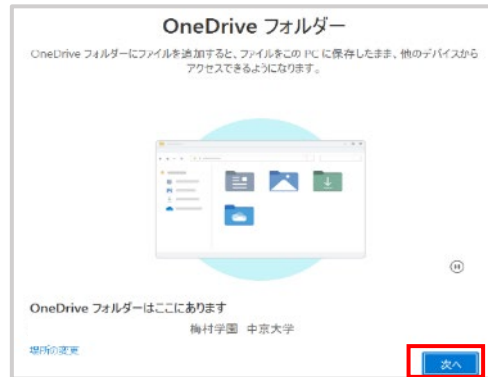 OneDrive フォルダー
OneDrive フォルダーにファイルを追加すると、ファイルをこの PC に保存したまま、他のデバイスから
アクセスできるようになります。
OneDrive フォルダーはここにあります
梅村学園 中京大学
場所の変更
次へ